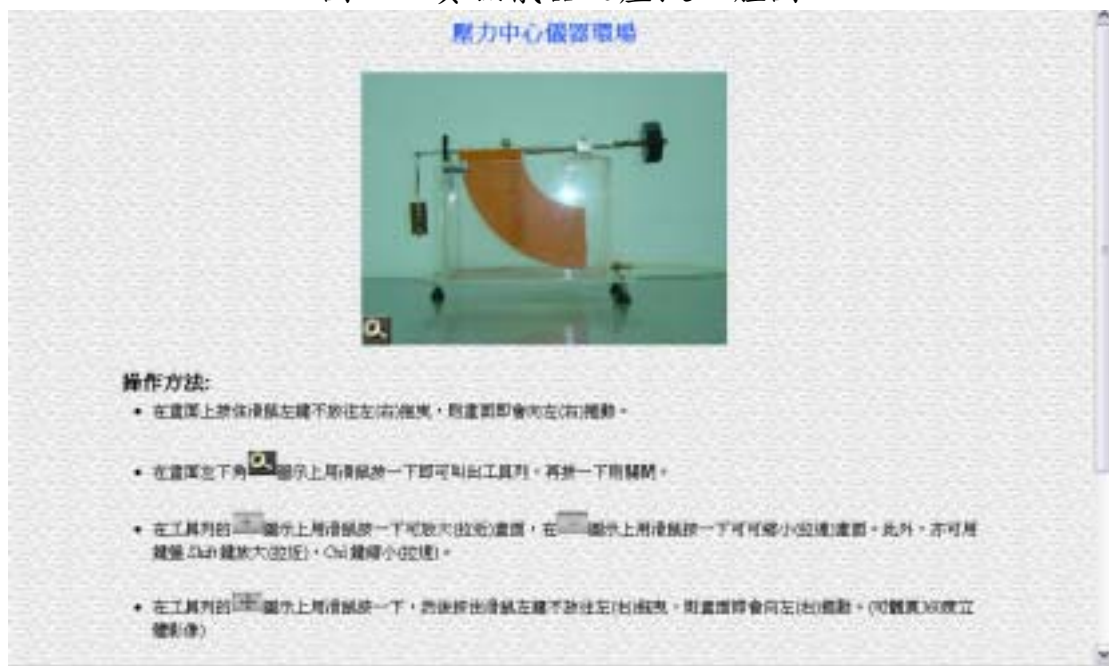 壓力中心儀器環場
操作方法:
在畫面上按住滑鼠左鍵不放往左(右)拖曳，則畫面即會向左(右)捲動。
在畫面左下角圖示上用滑鼠按一下即可叫出工具列。再按一下則關閉。
在工具列的圖示上用滑鼠按一下可放大(拉近)畫面，在圖示上用滑鼠按一下可可縮小(拉遠)畫面。此外，亦可用
鍵盤 Shift 鍵放大(拉近)，Ctrl 鍵縮小(拉遠)。
在工具列的圖示上用滑鼠按一下，然後按住滑鼠左鍵不放往左(右)拖曳，則畫面即會向左(右)捲動。(可觀賞360度立
體影像)